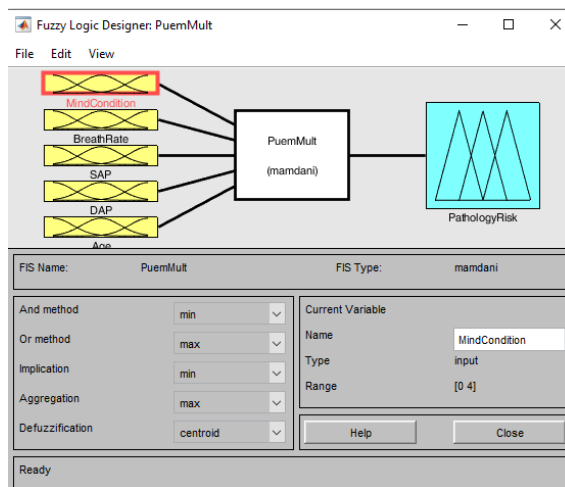 Fuzzy Logic Designer: PuemMult
File Edit View
MindCondition
BreathRate
SAP
DAP
Age
PuemMult
(mamdani)
PathologyRisk
FIS Name: PuemMult FIS Type: mamdani
And method min
Or method max
Implication min
Aggregation max
Defuzzification centroid
Current Variable
Name MindCondition
Type input
Range [0 4]
Help Close
Ready